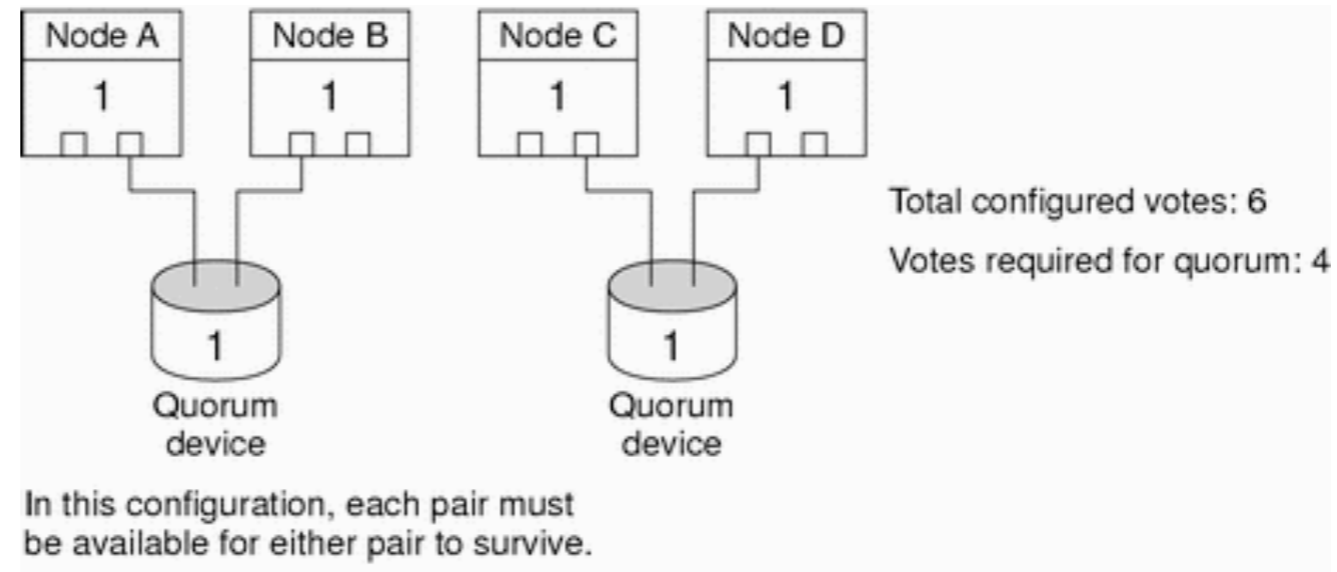 Node A
Node B
Node C
Node D
1
1
1
1
Total configured votes: 6
Votes required for quorum: 4
1
1
Quorum
device
Quorum
device
In this configuration, each pair must
be available for either pair to survive.